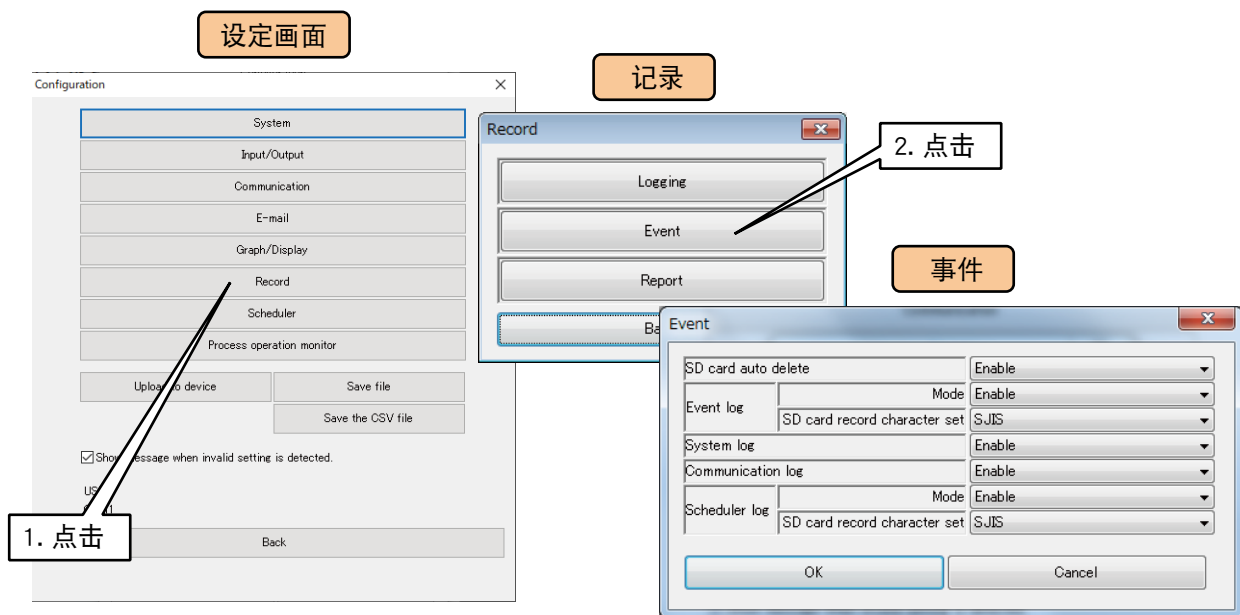 设定画面
Configuration
System
Input/Output
Communication
E-mail
Graph/Display
Record
Scheduler
Process operation monitor
Save file
Save the CSV file
Back
1. 点击
记录
Record
Logging
Event
Report
2. 点击
事件
Event
SD card auto delete Enable
Event log Mode Enable
SD card record character set SJIS
System log Enable
Communication log Enable
Scheduler log Mode Enable
SD card record character set SJIS
OK Cancel